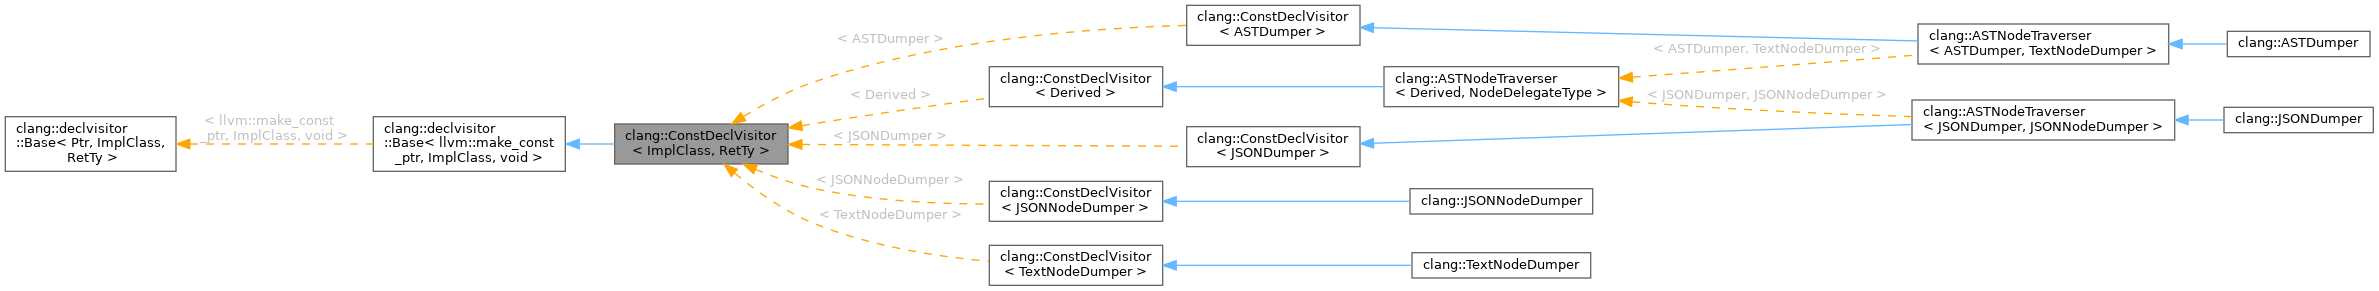 clang::declvisitor
::Base< Ptr, ImplClass,
RetTy >
< llvm::make_const
_ptr, ImplClass, void >
clang::declvisitor
::Base< llvm::make_const
_ptr, ImplClass, void >
clang::ConstDeclVisitor
< ImplClass, RetTy >
< ASTDumper >
< Derived >
< JSONDumper >
< JSONNodeDumper >
< TextNodeDumper >
clang::ConstDeclVisitor
< ASTDumper >
clang::ConstDeclVisitor
< Derived >
clang::ConstDeclVisitor
< JSONDumper >
clang::ConstDeclVisitor
< JSONNodeDumper >
clang::ConstDeclVisitor
< TextNodeDumper >
clang::ASTNodeTraverser
< Derived, NodeDelegateType >
clang::JSONNodeDumper
clang::TextNodeDumper
< ASTDumper, TextNodeDumper >
< JSONDumper, JSONNodeDumper >
clang::ASTNodeTraverser
< ASTDumper, TextNodeDumper >
clang::ASTNodeTraverser
< JSONDumper, JSONNodeDumper >
clang::ASTDumper
clang::JSONDumper